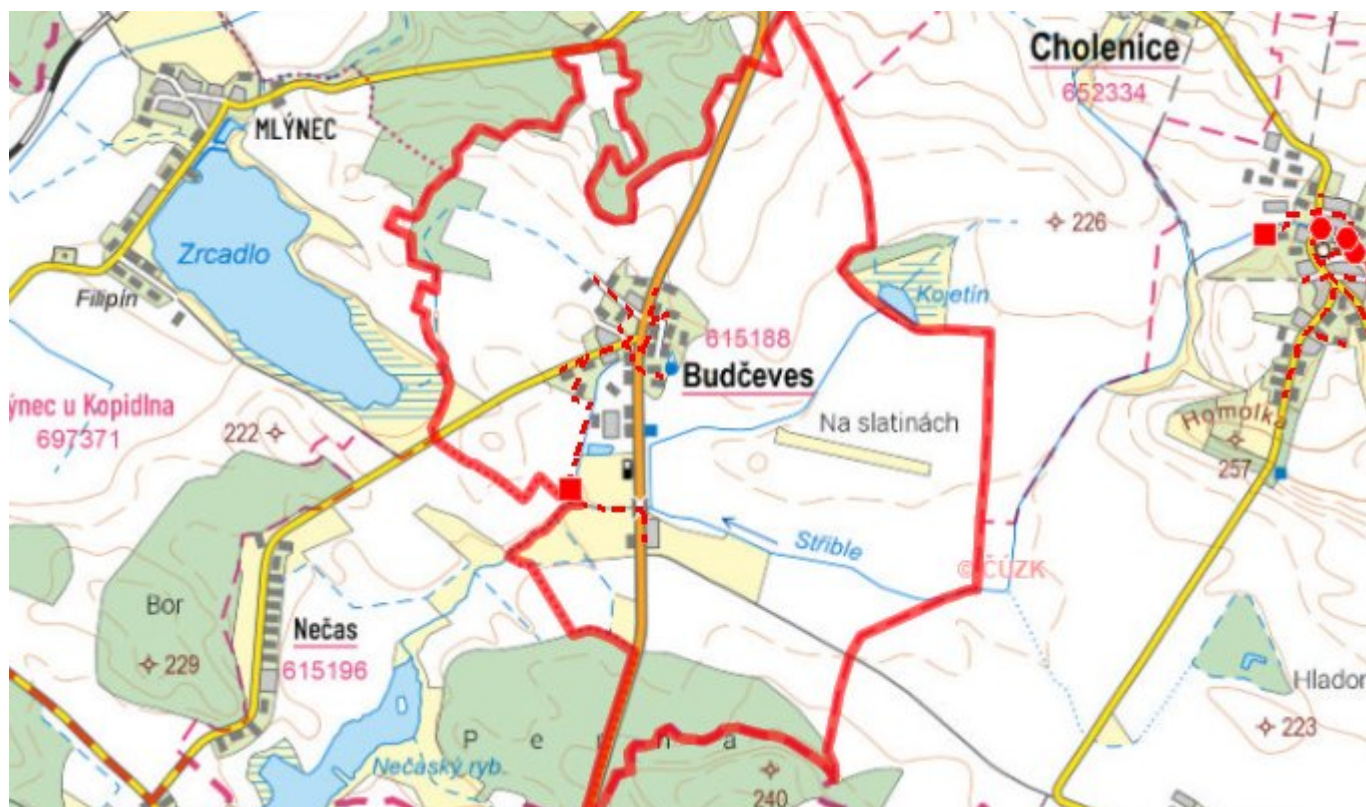 Cholenice
652334
MLÝNEC
226
Zrcadlo
Kojetín
Filipín
615188
Budčeves
ýnec u Kopidlna
697371
222
Na slatinách
Homolka
257
Střible
© ČÚZK
Bor
Nečas
229
615196
Hlador
223
P e r n a
Nečaský ryb.
240